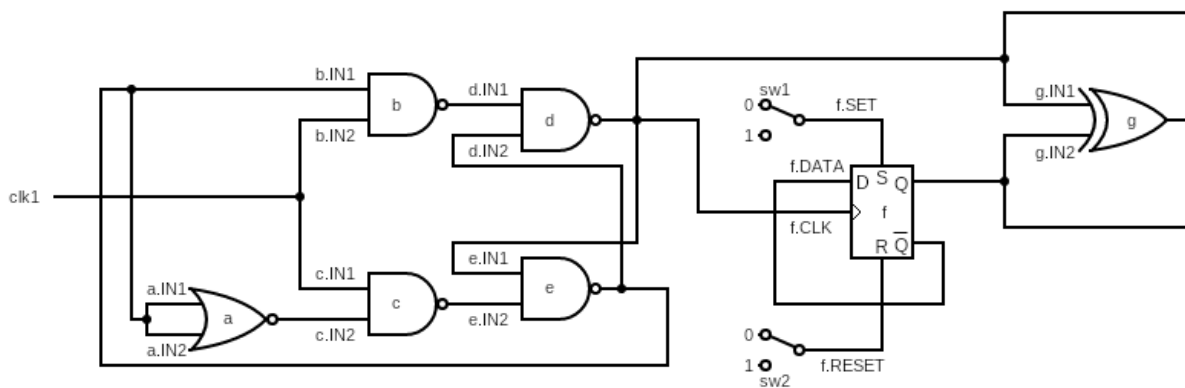 clk1
a.IN1
a.IN2
a
b.IN1
b.IN2
b
c.IN1
c.IN2
c
d.IN1
d.IN2
d
e.IN1
e.IN2
e
sw1
0
1
f.SET
f.DATA
f.CLK
D
S
Q
f
R
Q̅
0
1
sw2
f.RESET
g.IN1
g.IN2
g